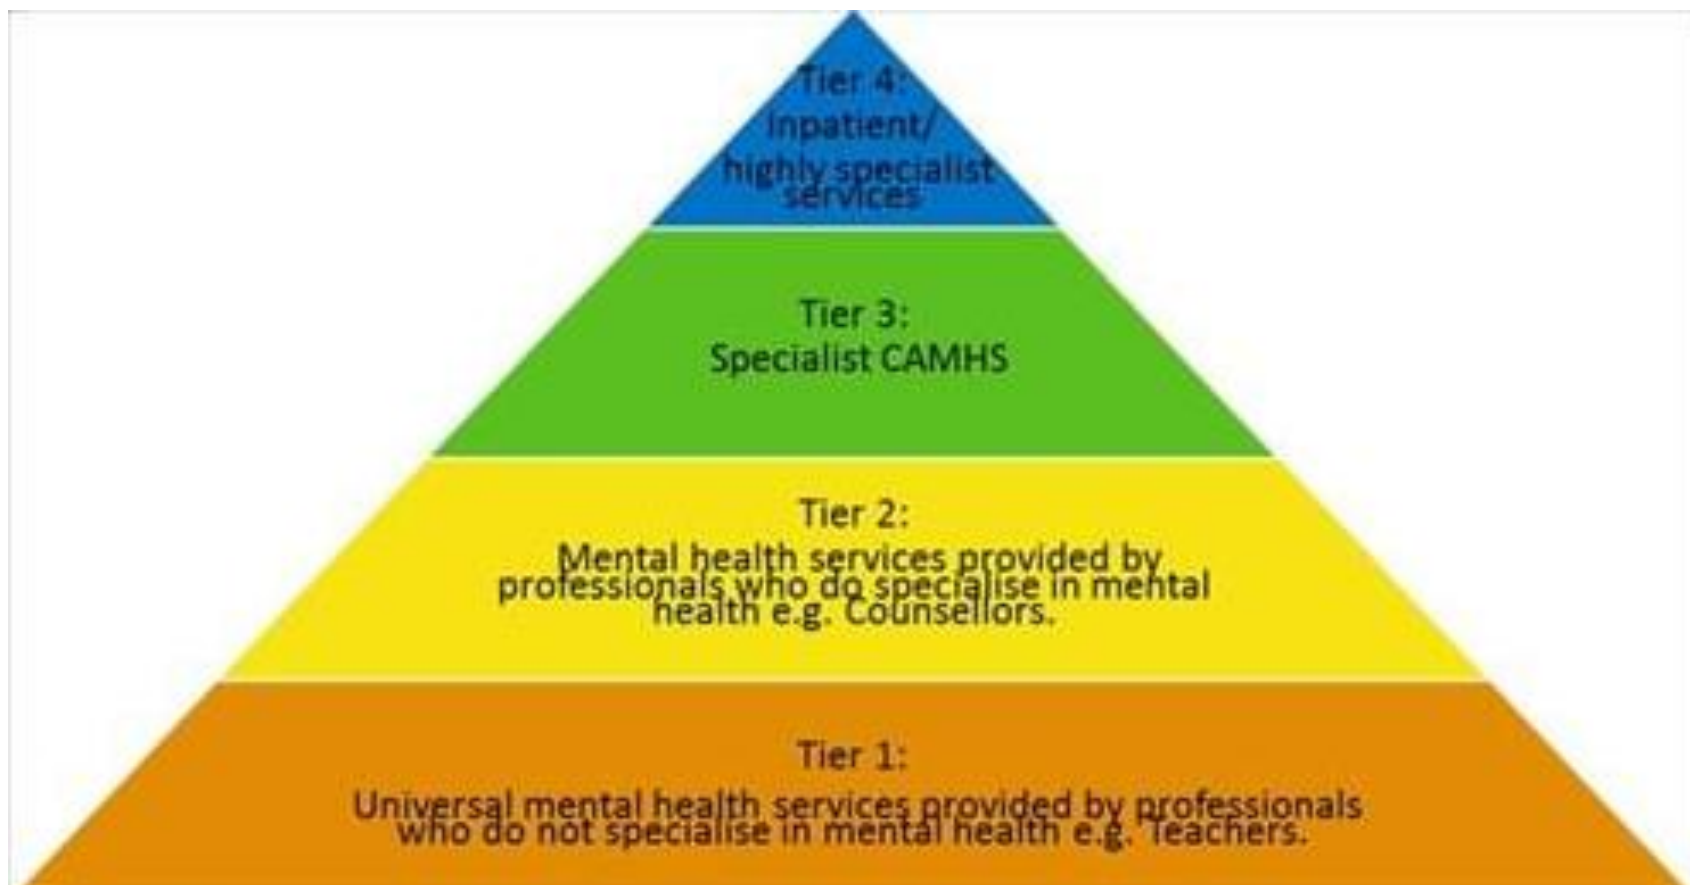 Tier 4:
Inpatient/
highly specialist
services
Tier 3:
Specialist CAMHS
Tier 2:
Mental health services provided by
professionals who do specialise in mental
health e.g. Counsellors.
Tier 1:
Universal mental health services provided by professionals
who do not specialise in mental health e.g. Teachers.